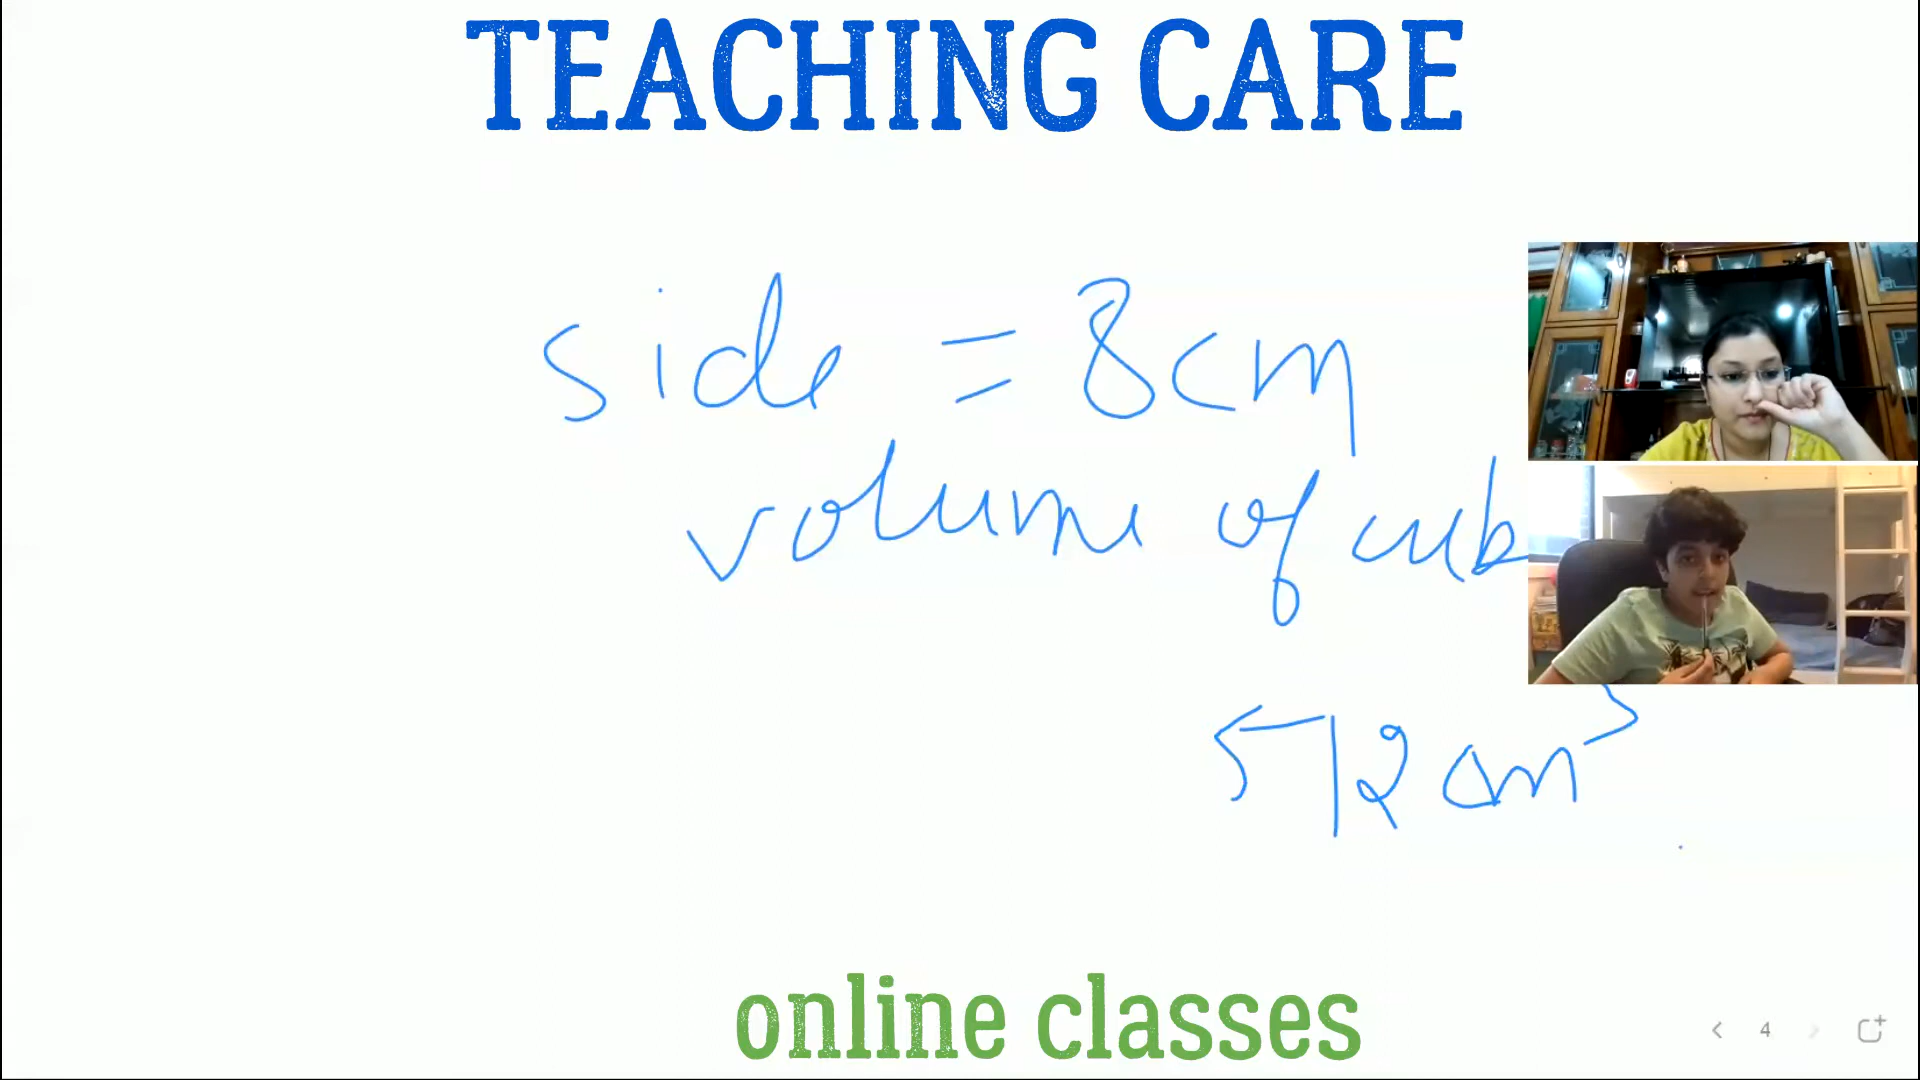 TEACHING CARE
side = 8cm
volume of cub
512 cm³
online classes
4